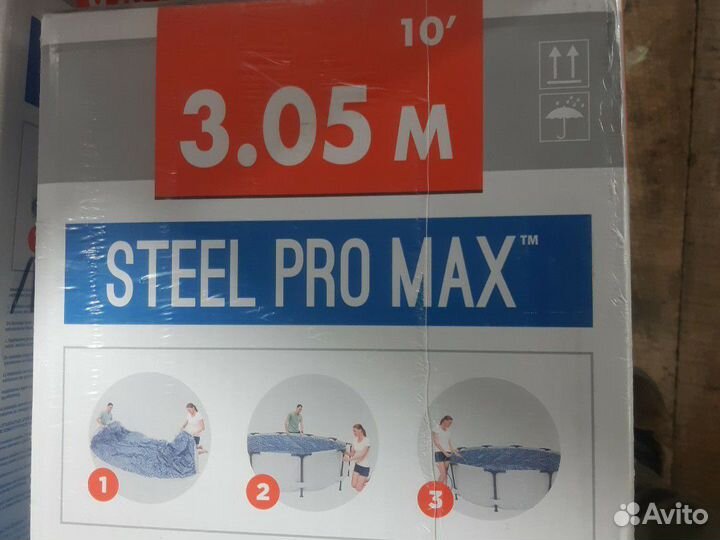 10'
3.05 M
STEEL PRO MAX™
1
2
3
Avito